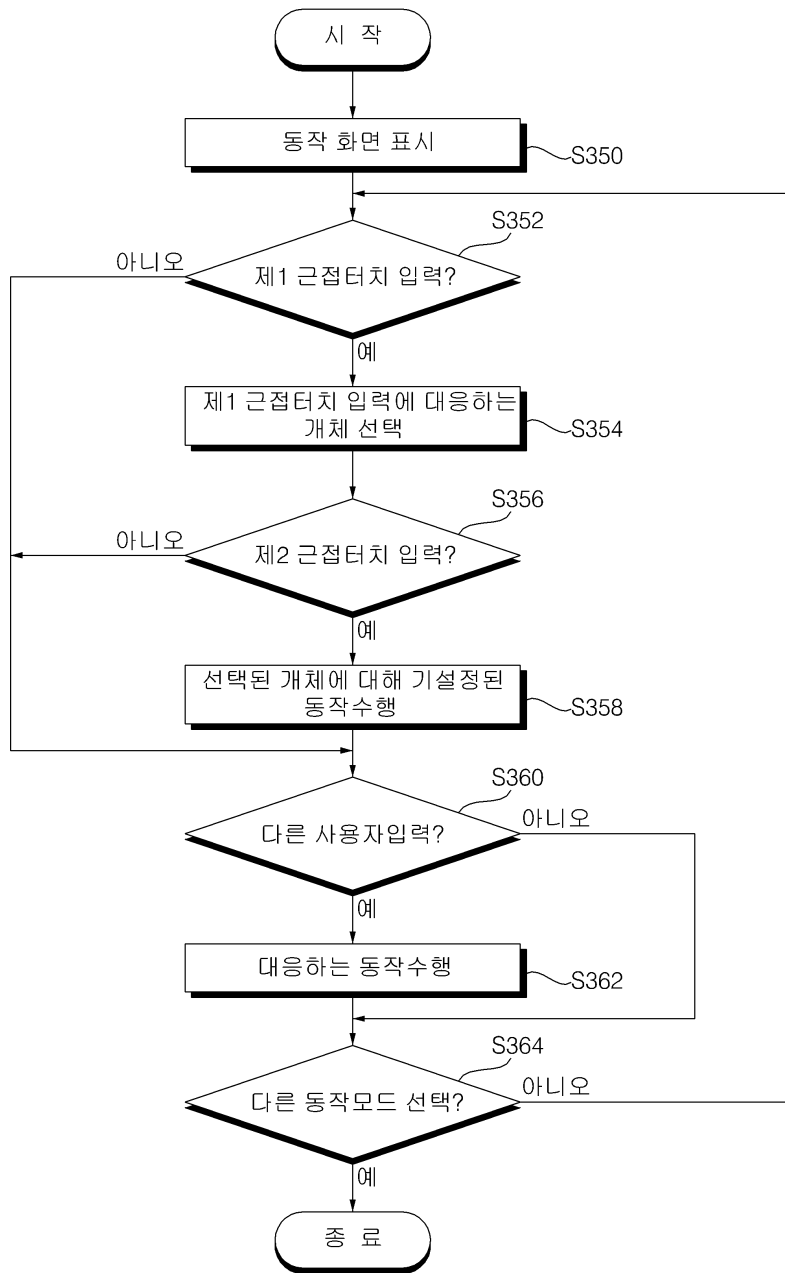 시 작
동작 화면 표시
S350
S352
아니오
제1 근접터치 입력?
예
제1 근접터치 입력에 대응하는
개체 선택
S354
S356
아니오
제2 근접터치 입력?
예
선택된 개체에 대해 기설정된
동작수행
S358
S360
다른 사용자입력?
아니오
예
대응하는 동작수행
S362
S364
다른 동작모드 선택?
아니오
예
종 료